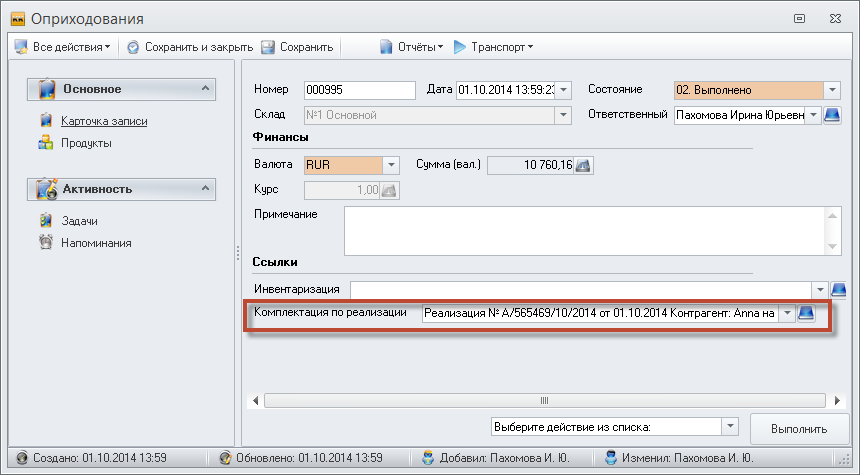 Оприходования
Все действия Сохранить и закрыть Сохранить Отчёты Транспорт
Основное
Карточка записи
Продукты
Активность
Задачи
Напоминания
Номер 000995 Дата 01.10.2014 13:59:23 Состояние 02. Выполнено
Склад №1 Основной Ответственный Пахомова Ирина Юрьевн
Финансы
Валюта RUR Сумма (вал.) 10 760,16
Курс 1,00
Примечание
Ссылки
Инвентаризация
Комплектация по реализации Реализация № А/565469/10/2014 от 01.10.2014 Контрагент: Anna на
Выберите действие из списка: Выполнить
Создано: 01.10.2014 13:59 Обновлено: 01.10.2014 13:59 Добавил: Пахомова И. Ю. Изменил: Пахомова И. Ю.